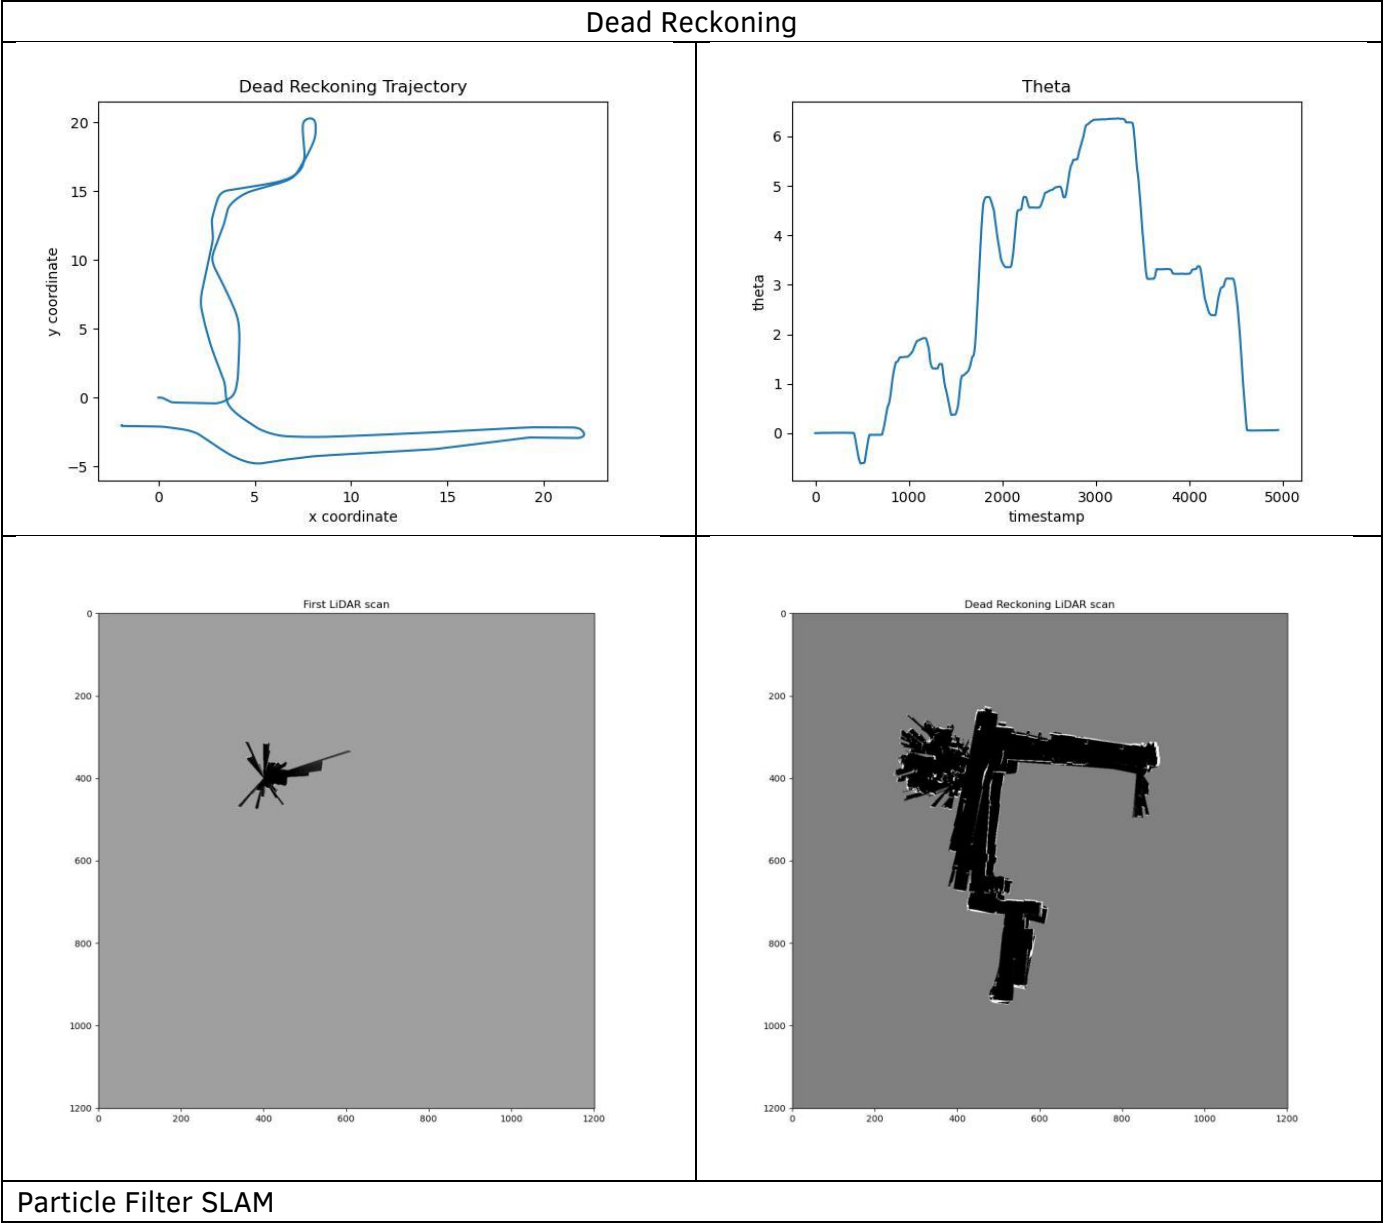 Dead Reckoning
Dead Reckoning Trajectory
20
15
10
5
0
−5
y coordinate
0 5 10 15 20
x coordinate
Theta
6
5
4
3
2
1
0
theta
0 1000 2000 3000 4000 5000
timestamp
First LiDAR scan
0
200
400
600
800
1000
1200
0 200 400 600 800 1000 1200
Dead Reckoning LiDAR scan
0
200
400
600
800
1000
1200
0 200 400 600 800 1000 1200
Particle Filter SLAM